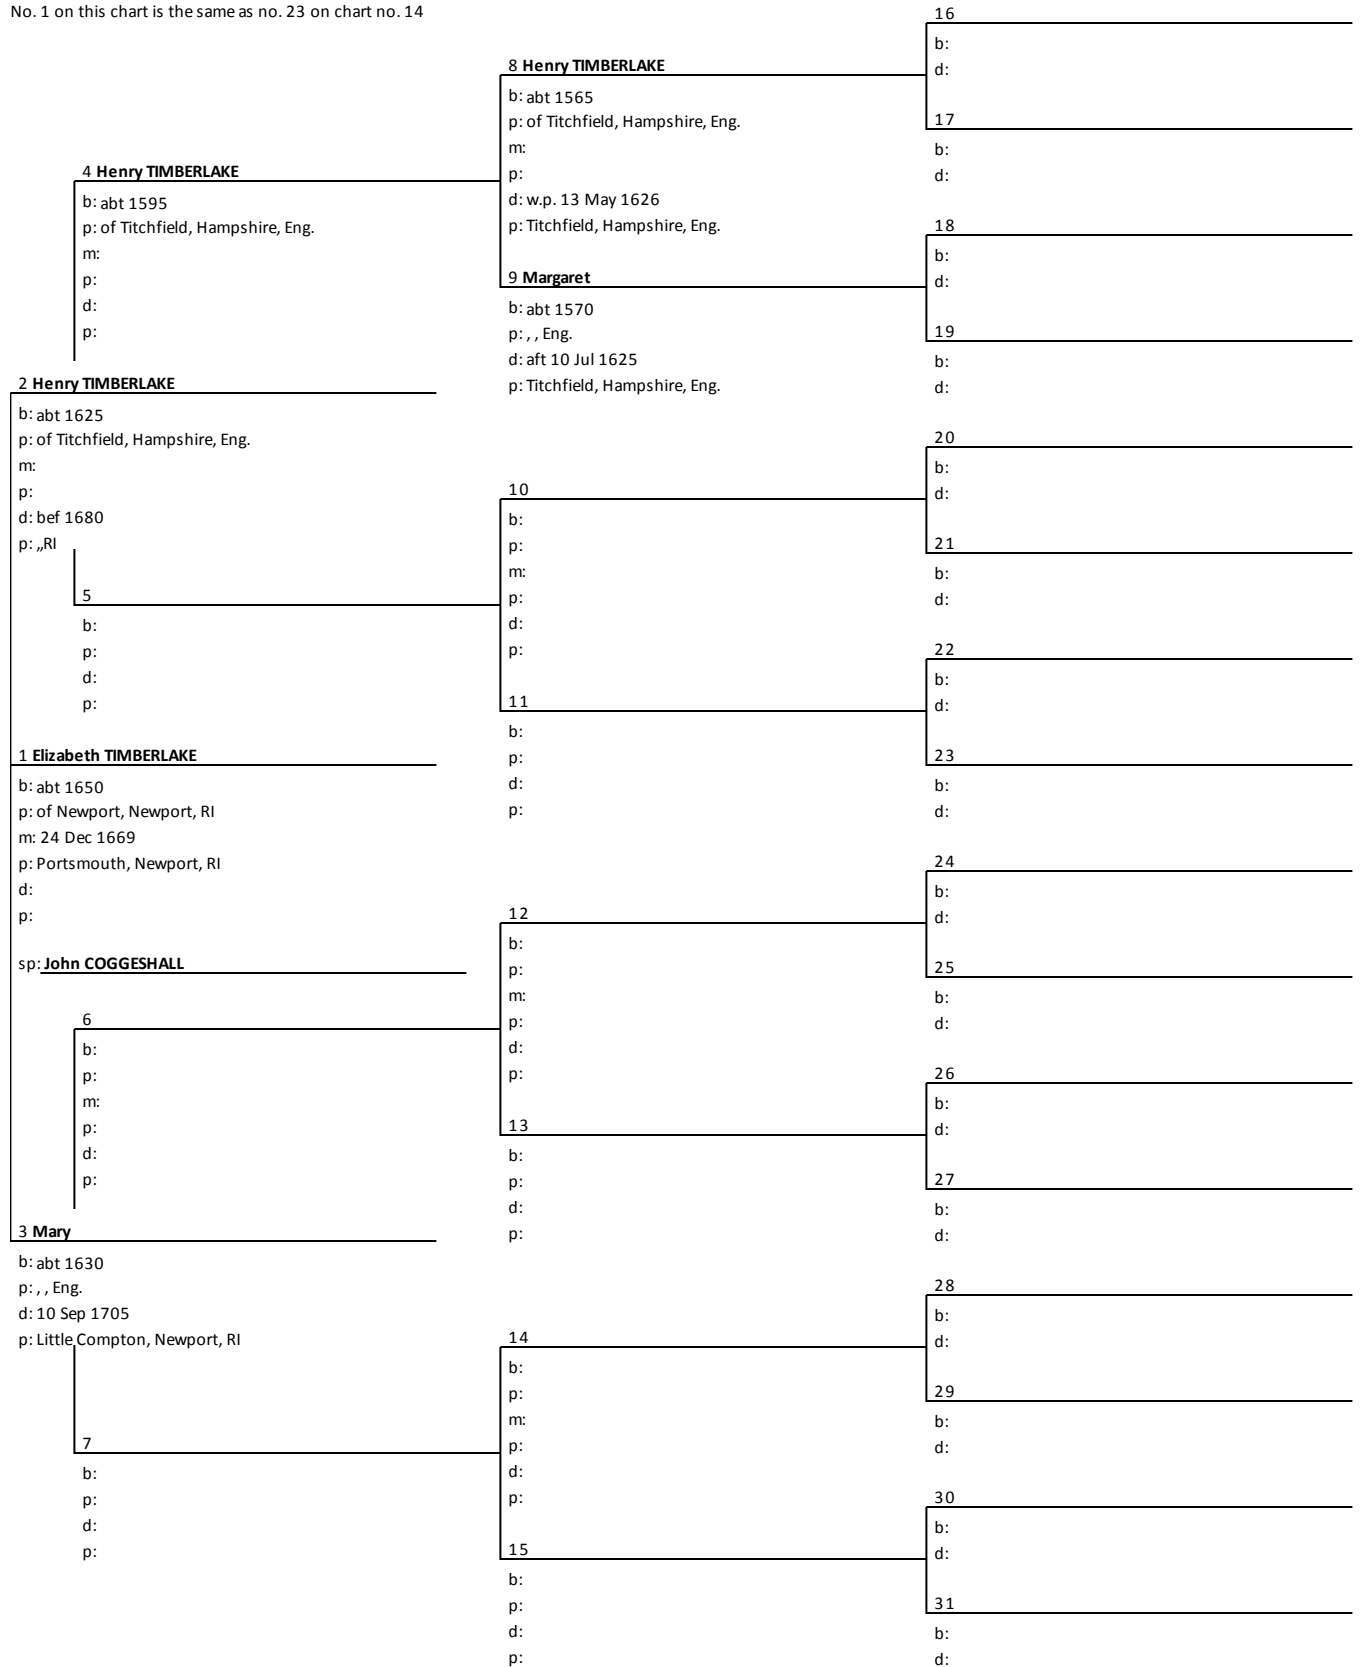 No. 1 on this chart is the same as no. 23 on chart no. 14
4 Henry TIMBERLAKE
b: abt 1595
p: of Titchfield, Hampshire, Eng.
m:
p:
d:
p:
2 Henry TIMBERLAKE
b: abt 1625
p: of Titchfield, Hampshire, Eng.
m:
p:
d: bef 1680
p: ,,RI
5
b:
p:
d:
p:
1 Elizabeth TIMBERLAKE
b: abt 1650
p: of Newport, Newport, RI
m: 24 Dec 1669
p: Portsmouth, Newport, RI
d:
p:
sp: John COGGESHALL
6
b:
p:
m:
p:
d:
p:
3 Mary
b: abt 1630
p: , , Eng.
d: 10 Sep 1705
p: Little Compton, Newport, RI
7
b:
p:
d:
p:
8 Henry TIMBERLAKE
b: abt 1565
p: of Titchfield, Hampshire, Eng.
m:
p:
d: w.p. 13 May 1626
p: Titchfield, Hampshire, Eng.
9 Margaret
b: abt 1570
p: , , Eng.
d: aft 10 Jul 1625
p: Titchfield, Hampshire, Eng.
10
b:
p:
m:
p:
d:
p:
11
b:
p:
d:
p:
12
b:
p:
m:
p:
d:
p:
13
b:
p:
d:
p:
14
b:
p:
m:
p:
d:
p:
15
b:
p:
d:
p:
16
b:
d:
17
b:
d:
18
b:
d:
19
b:
d:
20
b:
d:
21
b:
d:
22
b:
d:
23
b:
d:
24
b:
d:
25
b:
d:
26
b:
d:
27
b:
d:
28
b:
d:
29
b:
d:
30
b:
d:
31
b:
d: